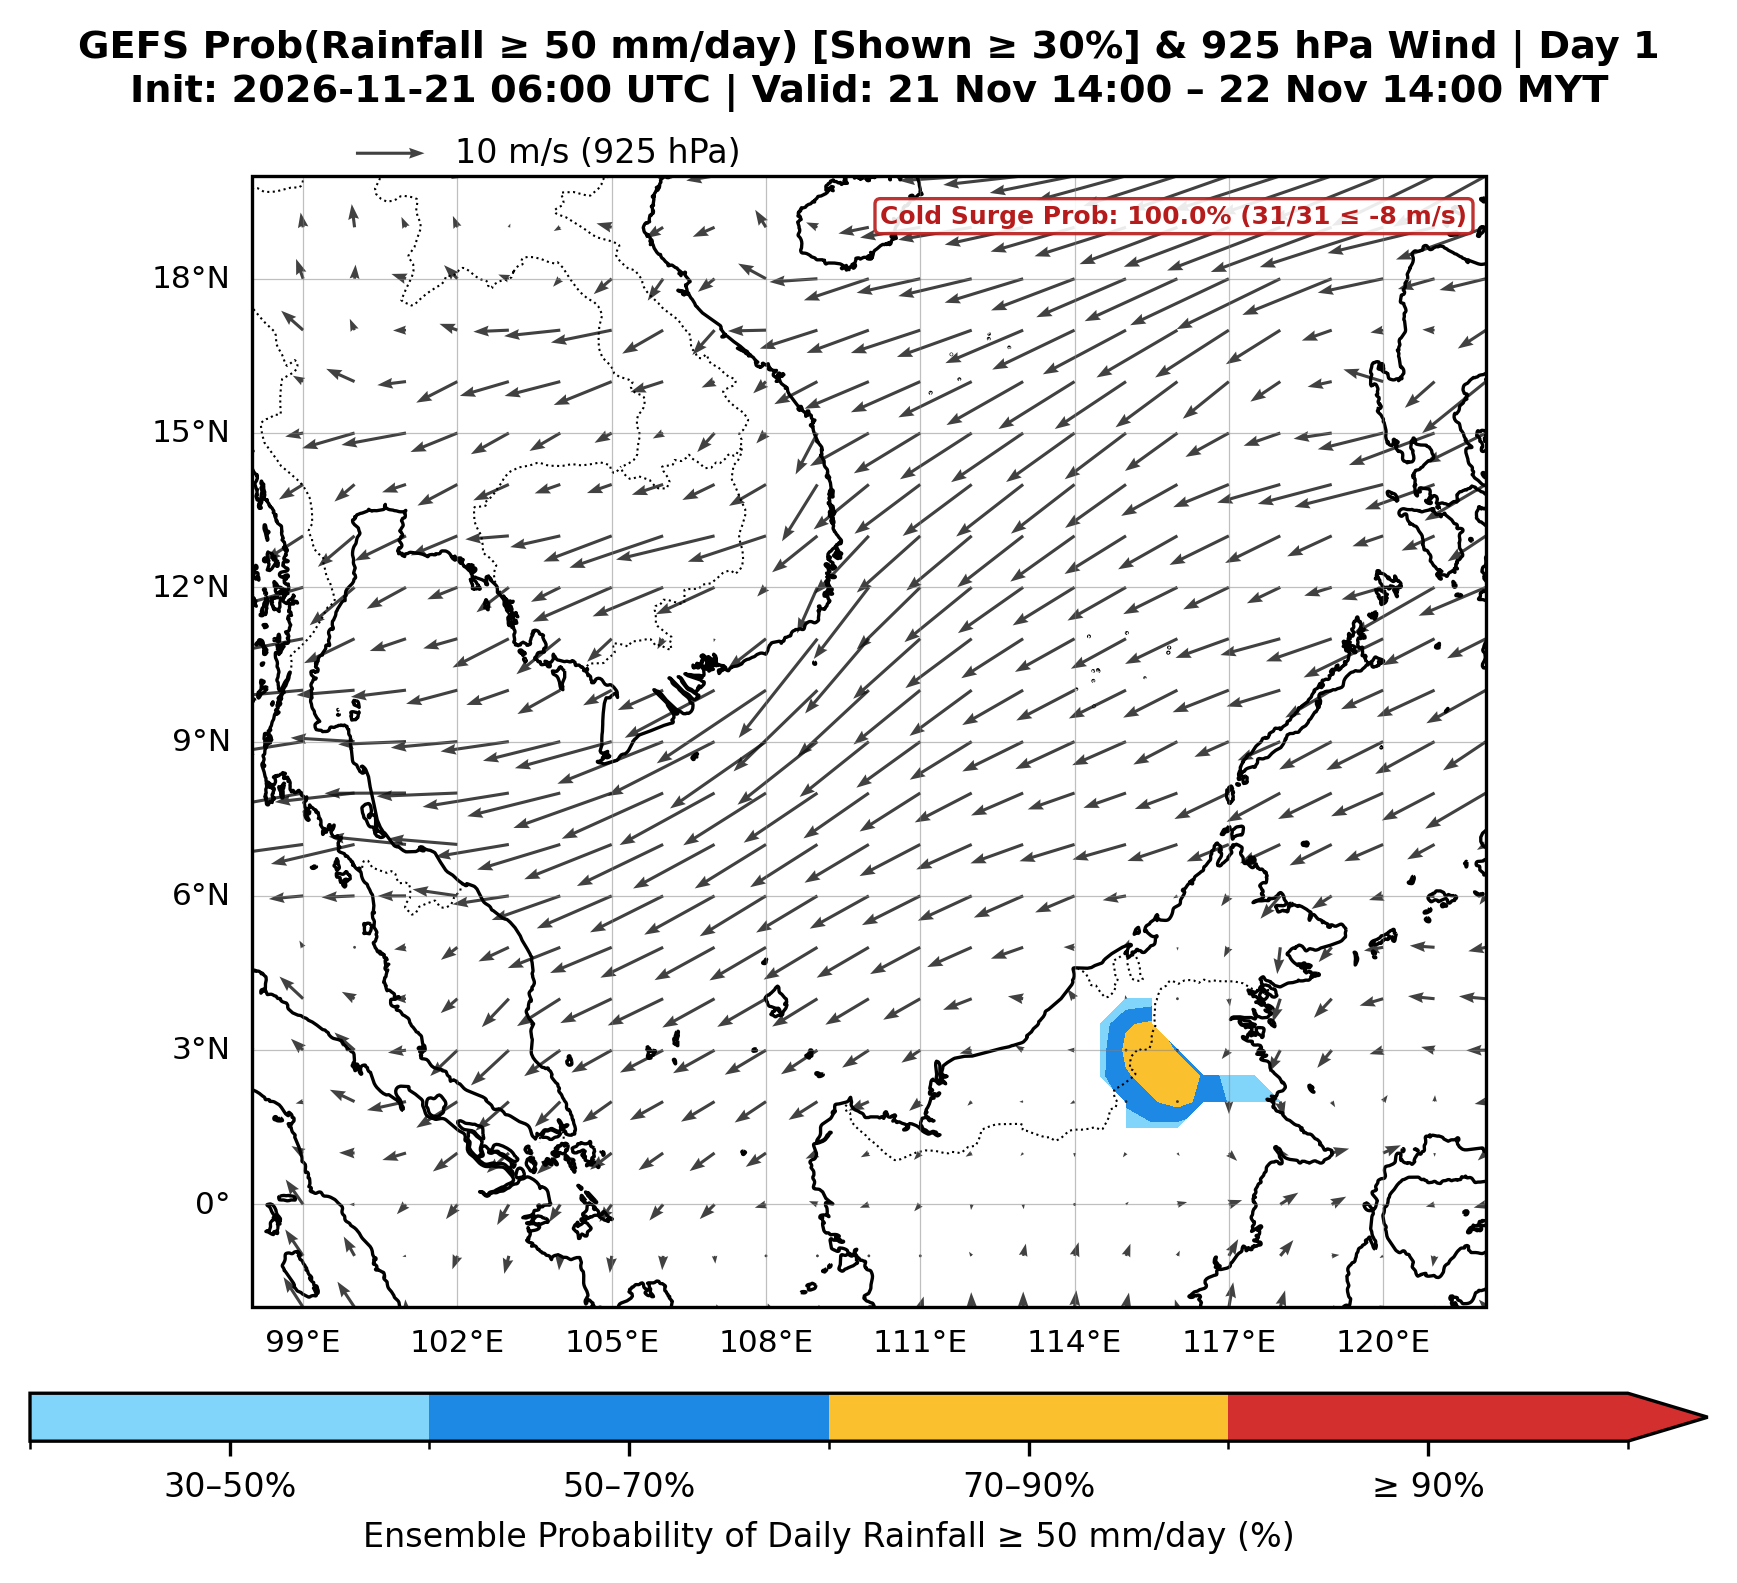 GEFS Prob(Rainfall ≥ 50 mm/day) [Shown ≥ 30%] & 925 hPa Wind | Day 1
Init: 2026-11-21 06:00 UTC | Valid: 21 Nov 14:00 – 22 Nov 14:00 MYT
10 m/s (925 hPa)
Cold Surge Prob: 100.0% (31/31 ≤ -8 m/s)
18°N
15°N
12°N
9°N
6°N
3°N
0°
99°E 102°E 105°E 108°E 111°E 114°E 117°E 120°E
30–50% 50–70% 70–90% ≥ 90%
Ensemble Probability of Daily Rainfall ≥ 50 mm/day (%)